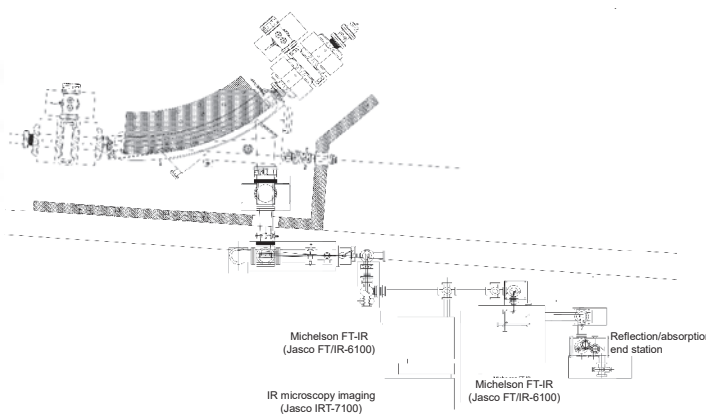 Michelson FT-IR
(Jasco FT/IR-6100)
Reflection/absorption
end station
IR microscopy imaging
(Jasco IRT-7100)
Michelson FT-IR
(Jasco FT/IR-6100)